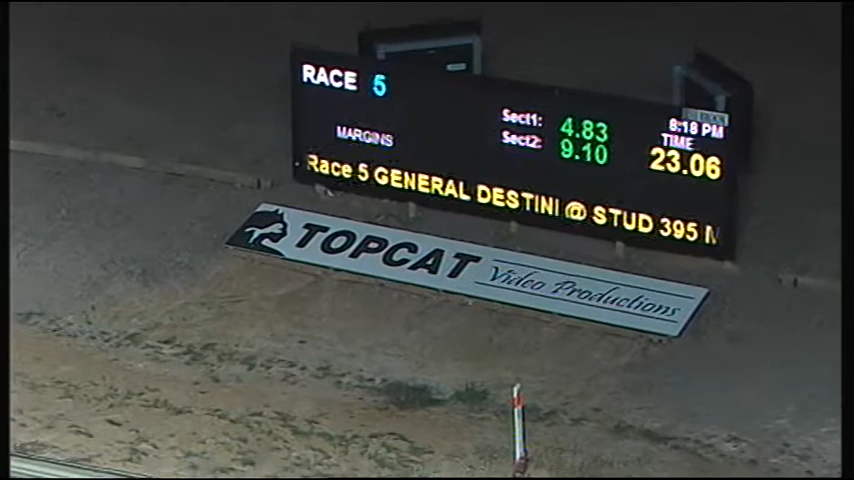 RACE 5
8:18 PM
Sect1: 4.83
TIME
MARGINS
Sect2: 9.10
23.06
Race 5 GENERAL DESTINI @ STUD 395 M
TOPCAT
Video Productions